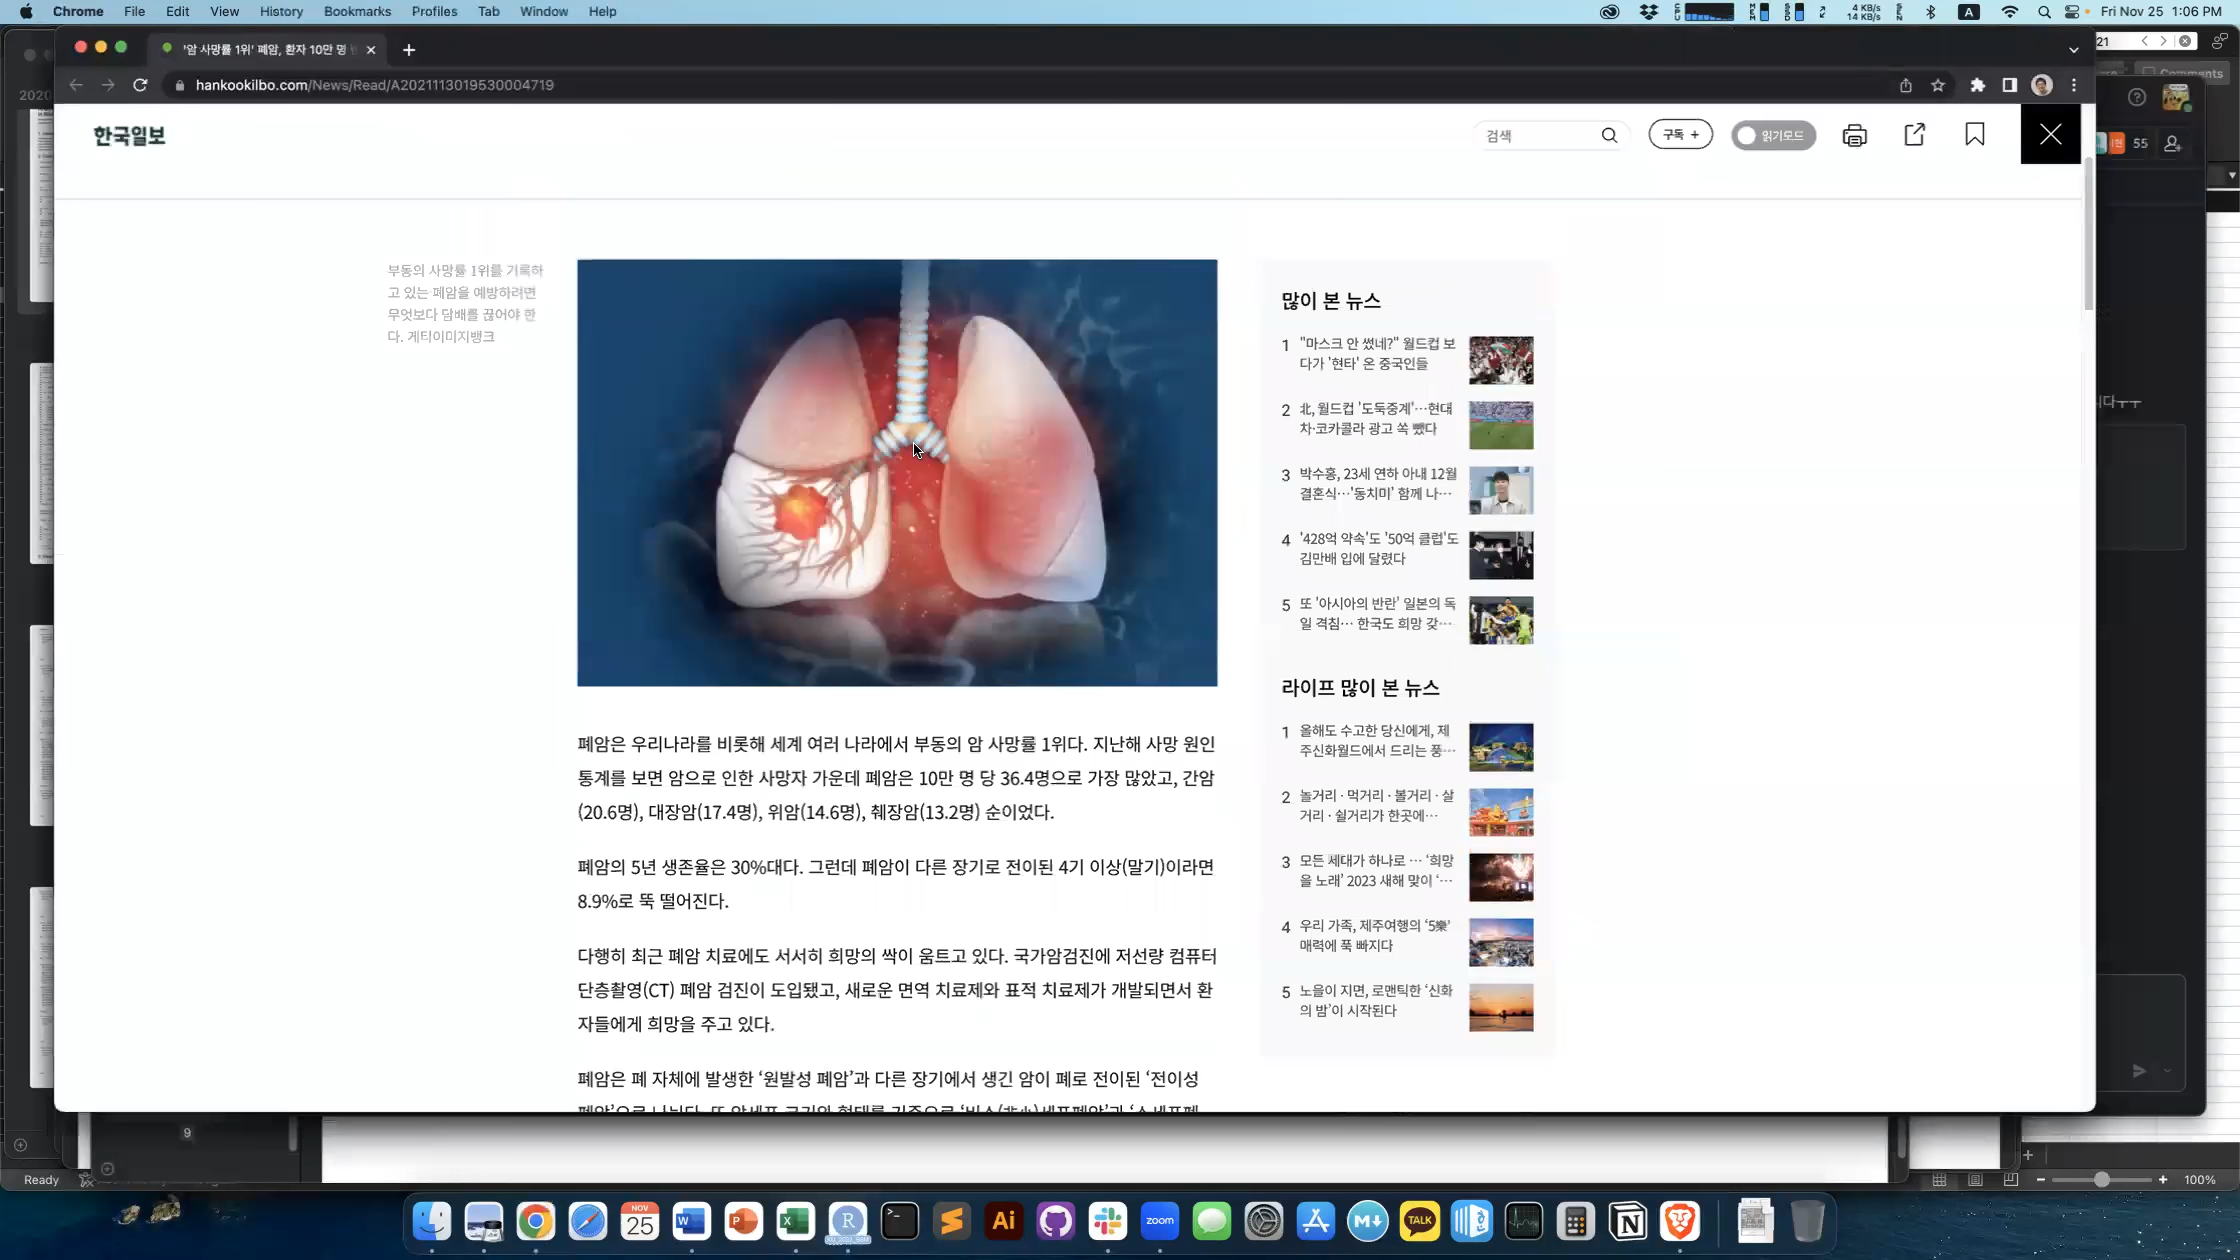 Chrome File Edit View History Bookmarks Profiles Tab Window Help
4 KB/s
14 KB/s
A
Fri Nov 25 1:06 PM
'암 사망률 1위' 폐암, 환자 10만 명
21
hankookilbo.com/News/Read/A2021113019530004719
Comments
2020
한국일보
검색
구독 +
읽기모드
55
부동의 사망률 1위를 기록하
고 있는 폐암을 예방하려면
무엇보다 담배를 끊어야 한
다. 게티이미지뱅크
폐암은 우리나라를 비롯해 세계 여러 나라에서 부동의 암 사망률 1위다. 지난해 사망 원인
통계를 보면 암으로 인한 사망자 가운데 폐암은 10만 명 당 36.4명으로 가장 많았고, 간암
(20.6명), 대장암(17.4명), 위암(14.6명), 췌장암(13.2명) 순이었다.
폐암의 5년 생존율은 30%대다. 그런데 폐암이 다른 장기로 전이된 4기 이상(말기)이라면
8.9%로 뚝 떨어진다.
다행히 최근 폐암 치료에도 서서히 희망의 싹이 움트고 있다. 국가암검진에 저선량 컴퓨터
단층촬영(CT) 폐암 검진이 도입됐고, 새로운 면역 치료제와 표적 치료제가 개발되면서 환
자들에게 희망을 주고 있다.
폐암은 폐 자체에 발생한 ‘원발성 폐암’과 다른 장기에서 생긴 암이 폐로 전이된 ‘전이성
많이 본 뉴스
1 "마스크 안 썼네?" 월드컵 보
다가 '현타' 온 중국인들
2 北, 월드컵 '도둑중계'…현대
차·코카콜라 광고 쏙 뺐다
3 박수홍, 23세 연하 아내 12월
결혼식…'동치미' 함께 나…
4 '428억 약속'도 '50억 클럽'도
김만배 입에 달렸다
5 또 '아시아의 반란' 일본의 독
일 격침… 한국도 희망 갖…
라이프 많이 본 뉴스
1 올해도 수고한 당신에게, 제
주신화월드에서 드리는 풍…
2 놀거리·먹거리·볼거리·살
거리·쉴거리가 한곳에…
3 모든 세대가 하나로 … ‘희망
을 노래’ 2023 새해 맞이 ‘…
4 우리 가족, 제주여행의 ‘5樂’
매력에 푹 빠지다
5 노을이 지면, 로맨틱한 ‘신화
의 밤’이 시작된다
니다ㅜㅜ
9
Ready
100%
NOV
25
W
P
X
R
Ai
zoom
M
TALK
N